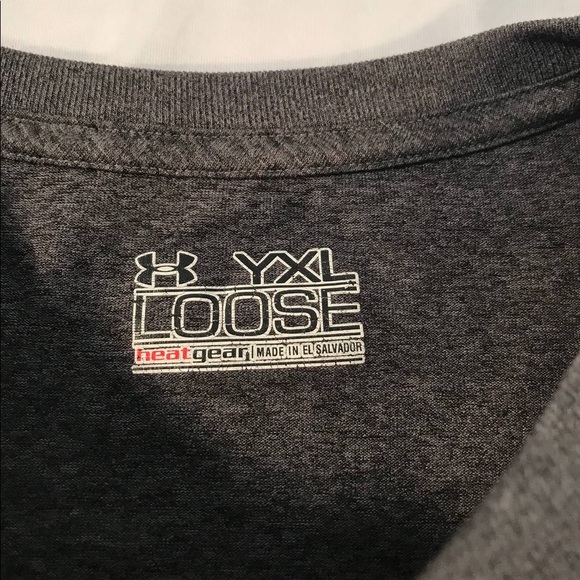 YXL
LOOSE
heatgear | MADE IN EL SALVADOR